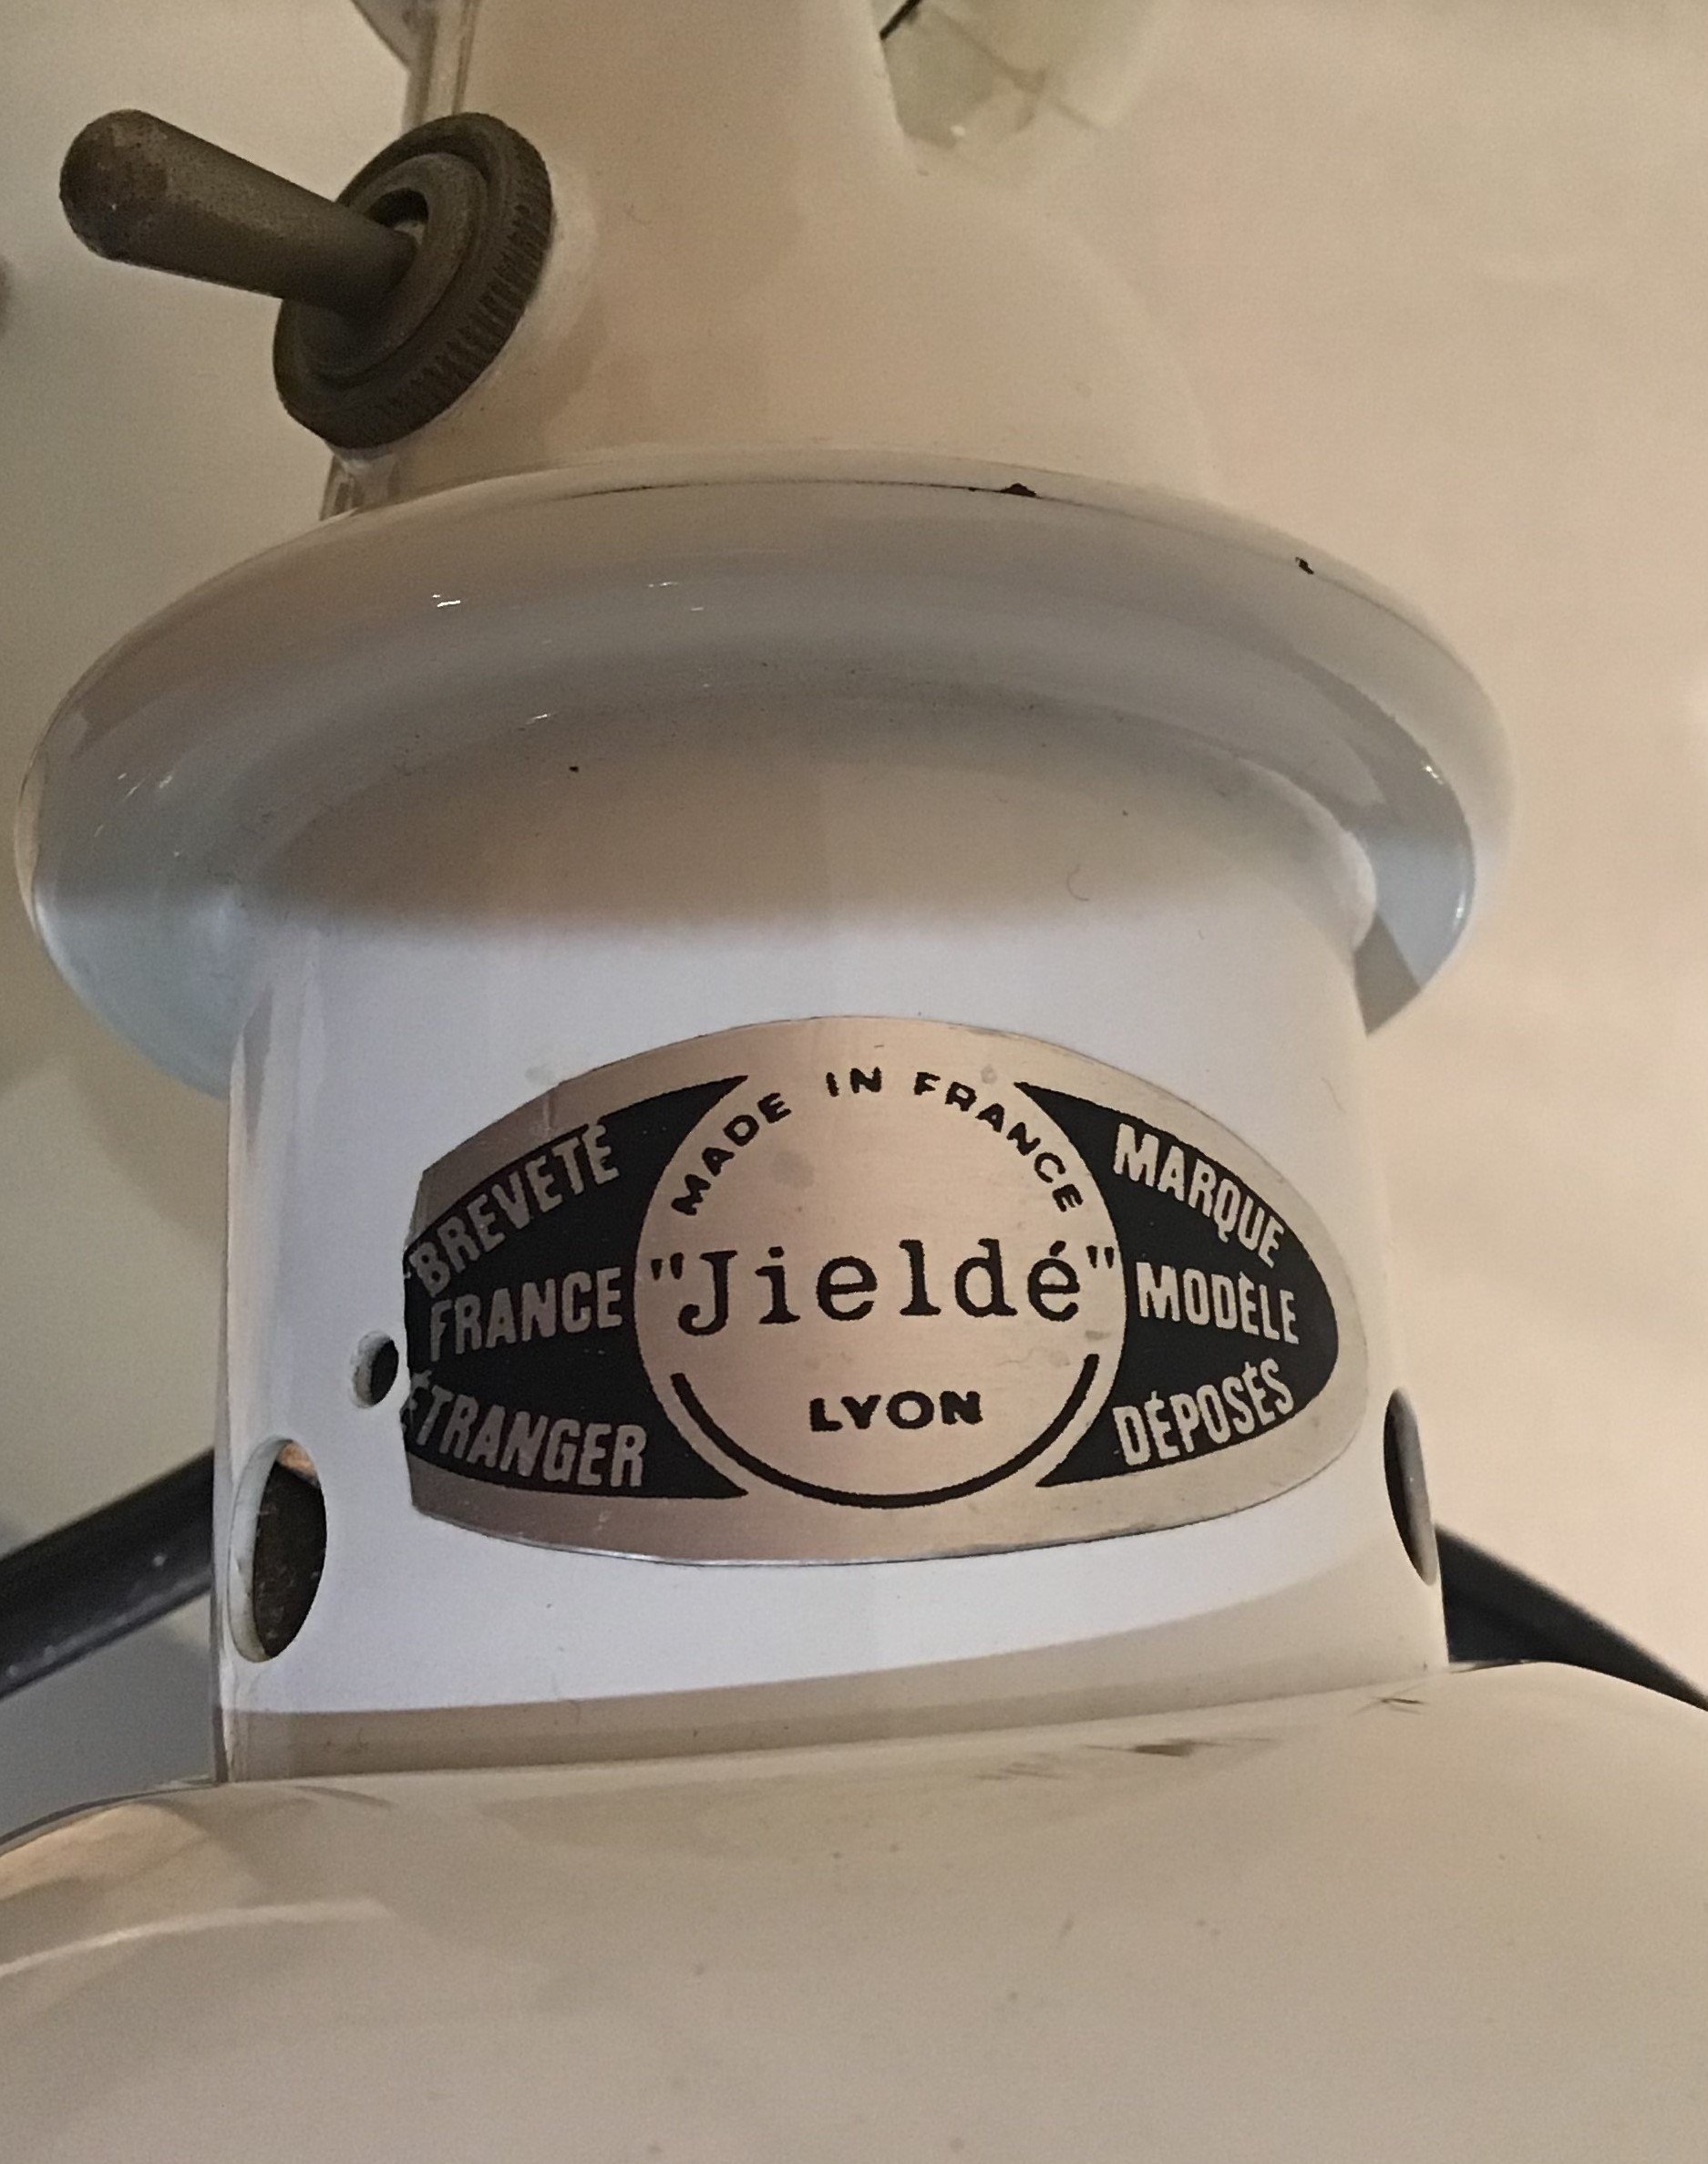 BREVETÉ
FRANCE
ÉTRANGER
MADE IN FRANCE
"Jieldé"
LYON
MARQUE
MODÈLE
DÉPOSÉS